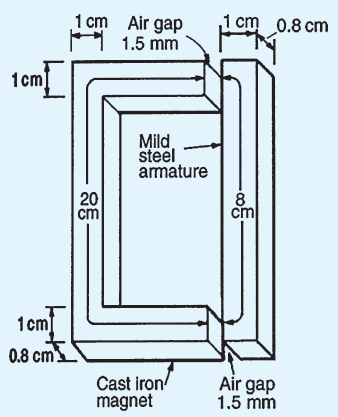 1 cm
Air gap
1.5 mm
1 cm
0.8 cm
1 cm
Mild
steel
armature
20
cm
8
cm
1 cm
0.8 cm
Cast iron
magnet
Air gap
1.5 mm